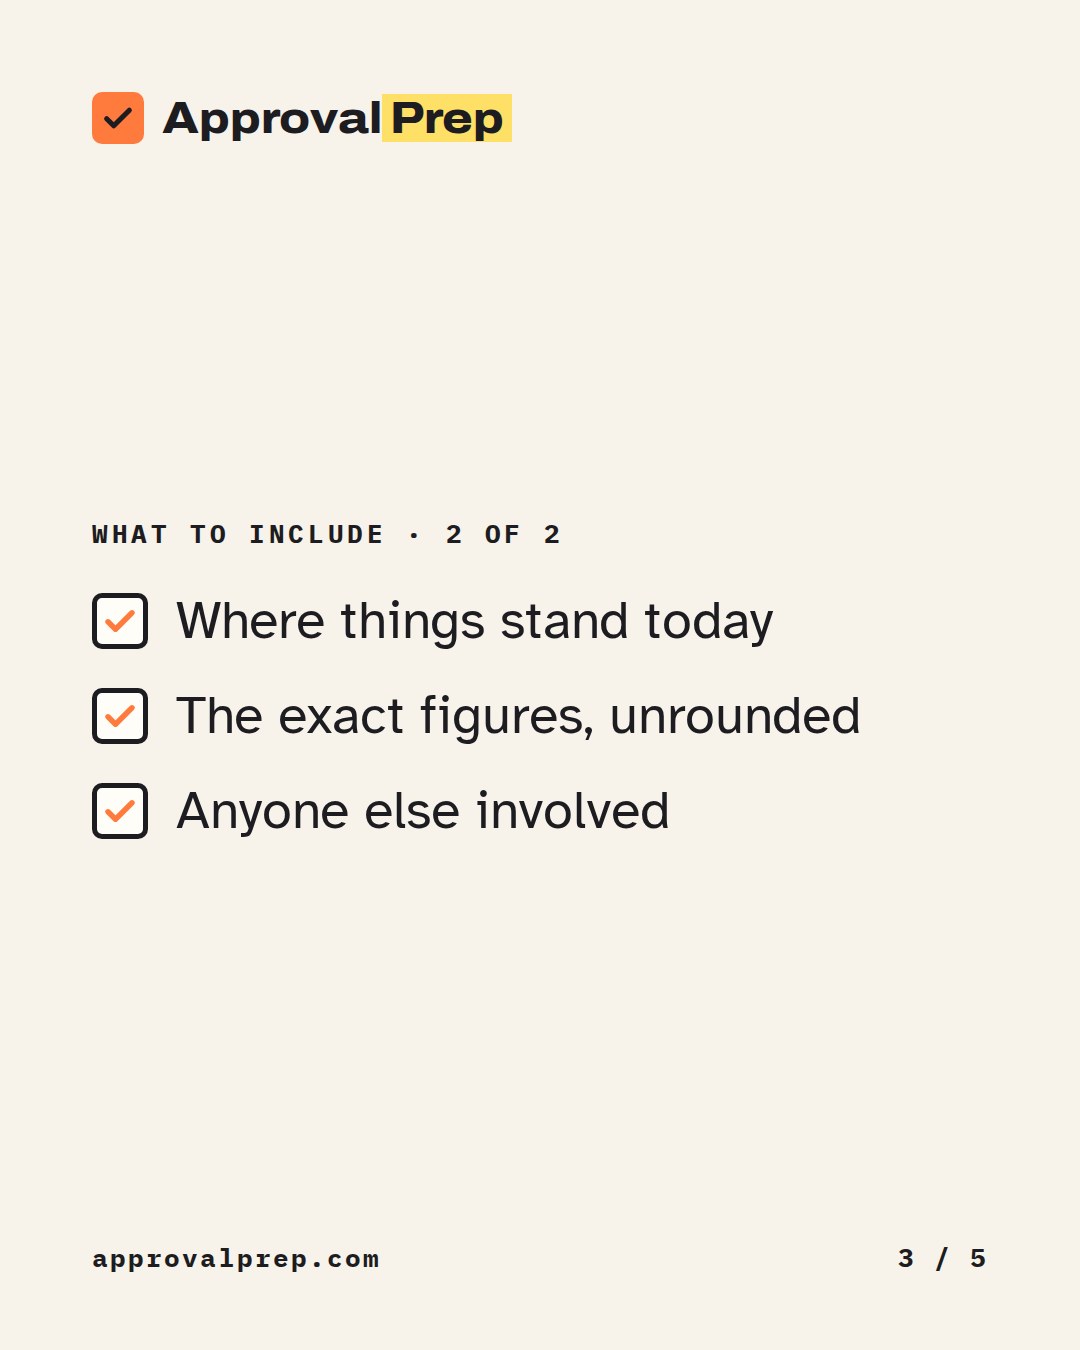 ApprovalPrep
WHAT TO INCLUDE · 2 OF 2
Where things stand today
The exact figures, unrounded
Anyone else involved
approvalprep.com
3 / 5